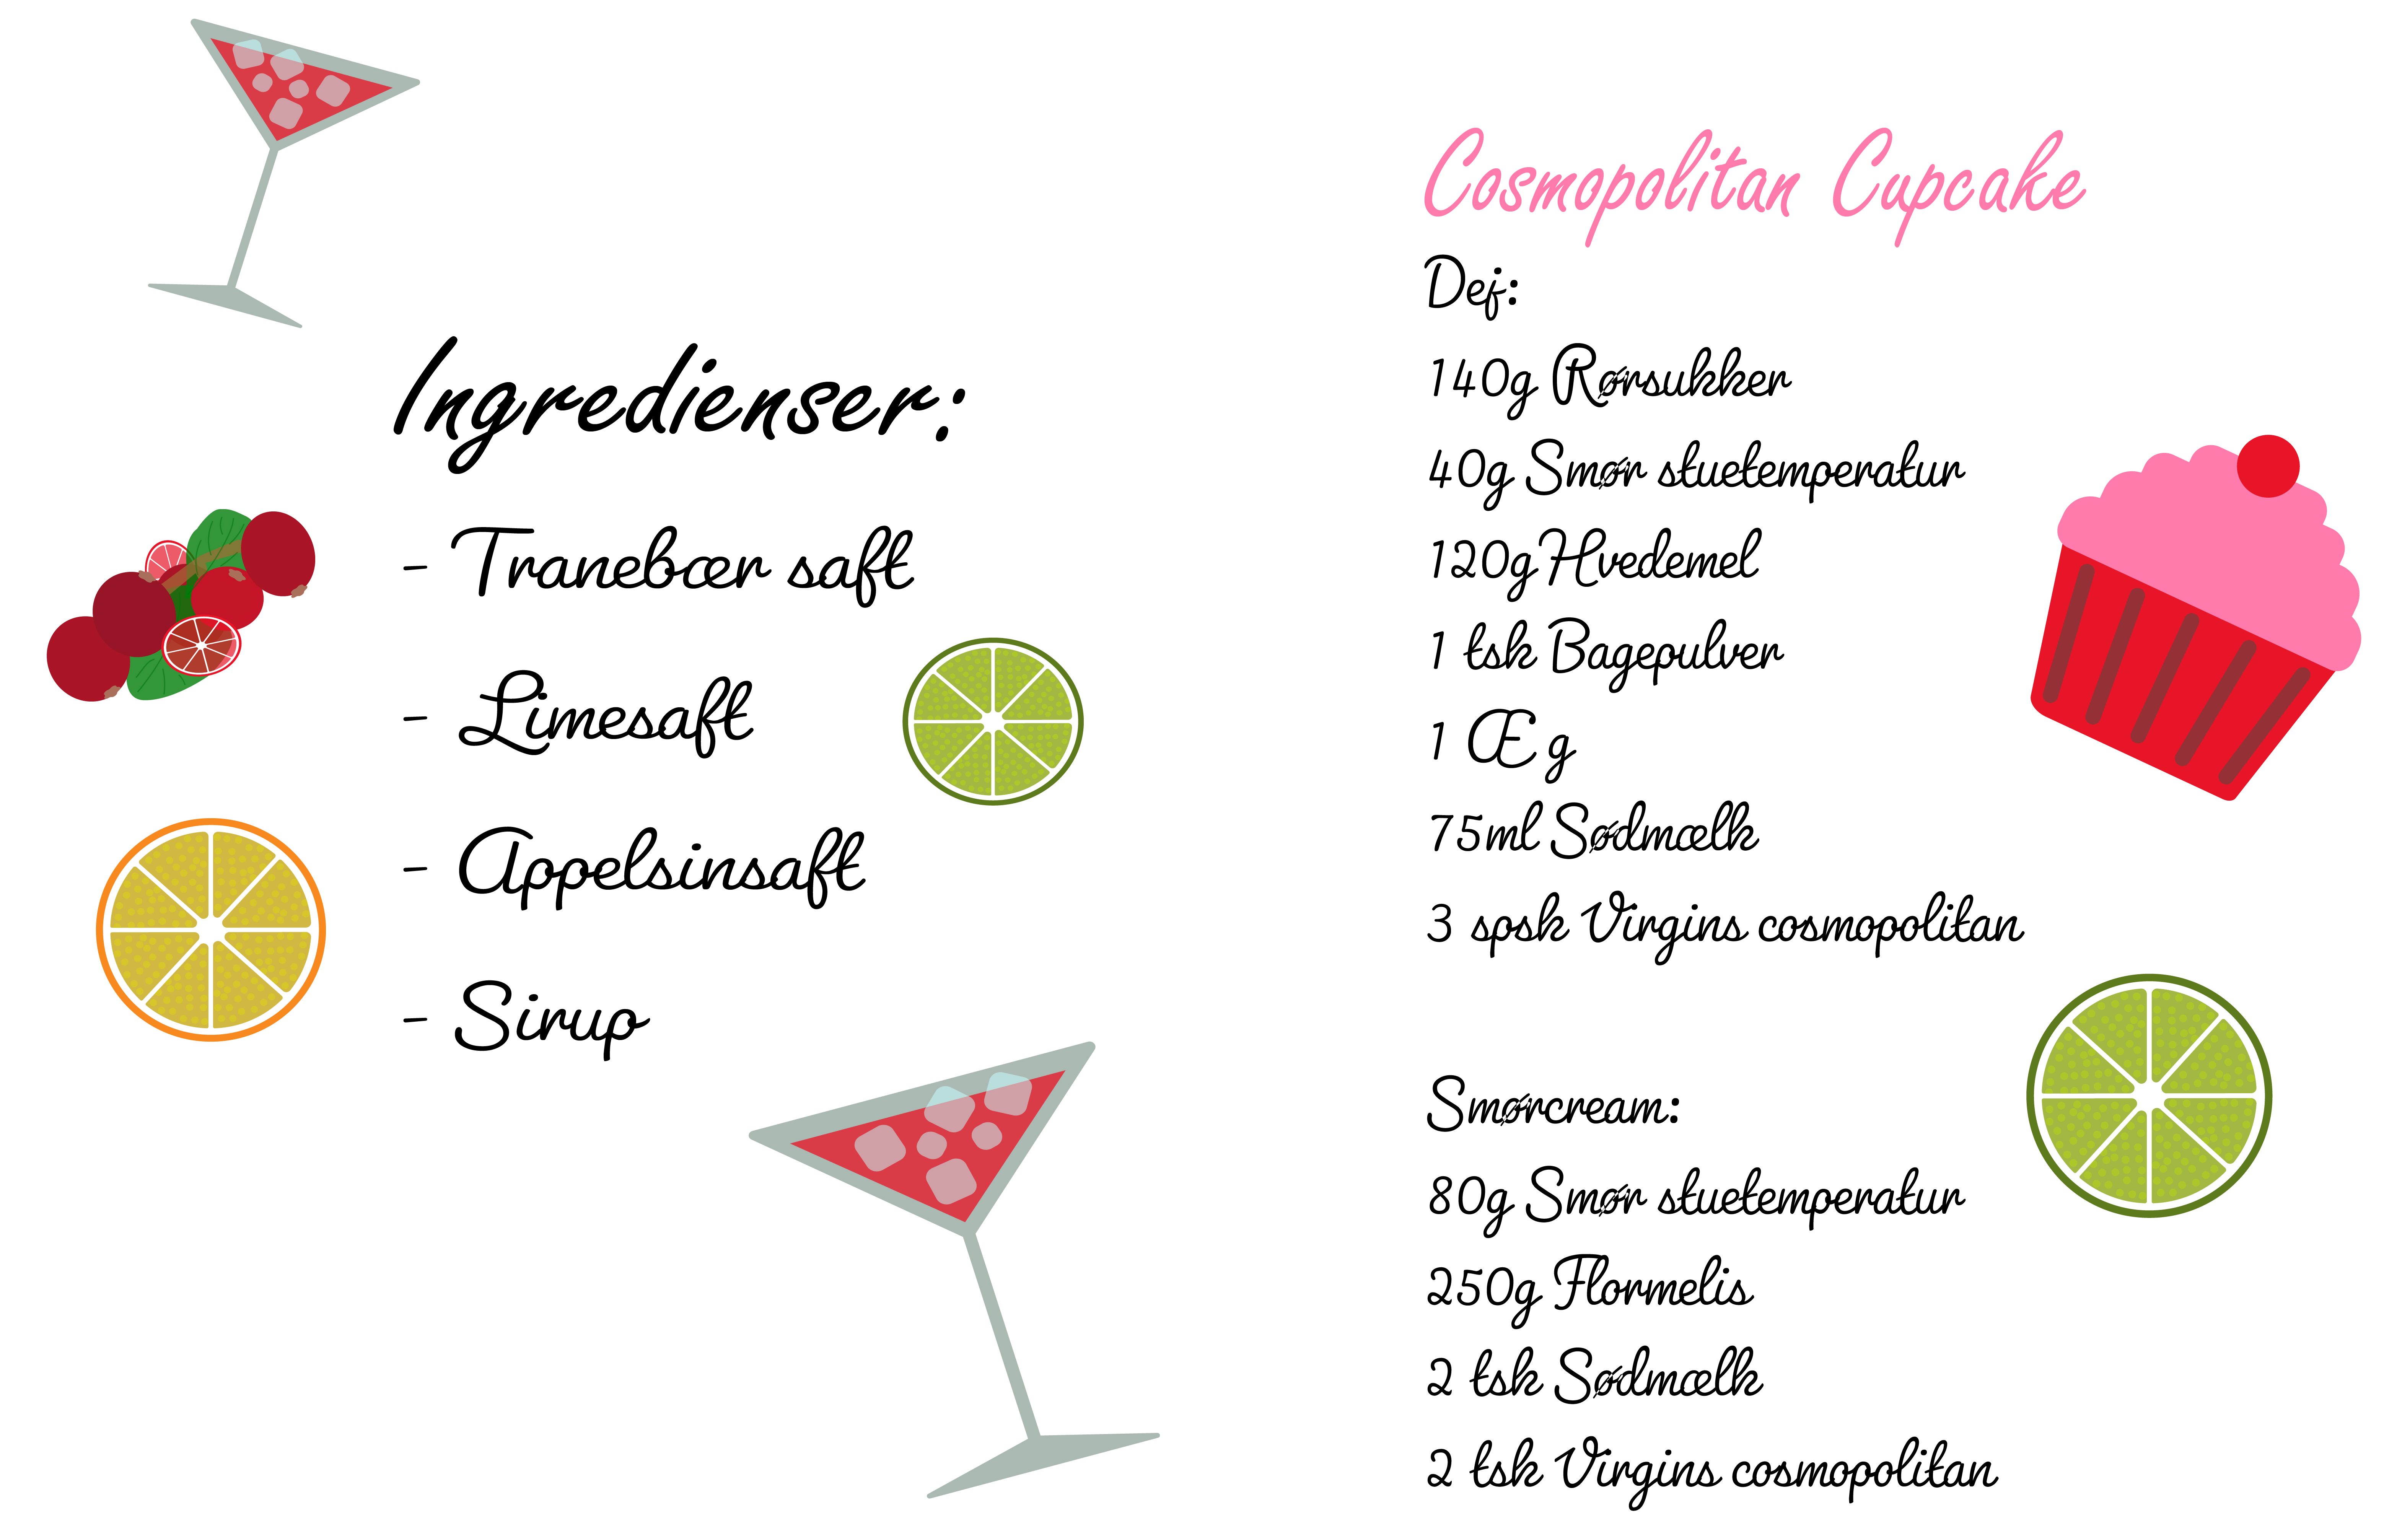 Ingredienser:
- Tranebær saft
- Limesaft
- Appelsinsaft
- Sirup
Cosmopolitan Cupcake
Dej:
140g Rørsukker
40g Smør stuetemperatur
120g Hvedemel
1 tsk Bagepulver
1 Æg
75ml Sødmælk
3 spsk Virgins cosmopolitan
Smørcream:
80g Smør stuetemperatur
250g Flormelis
2 tsk Sødmælk
2 tsk Virgins cosmopolitan